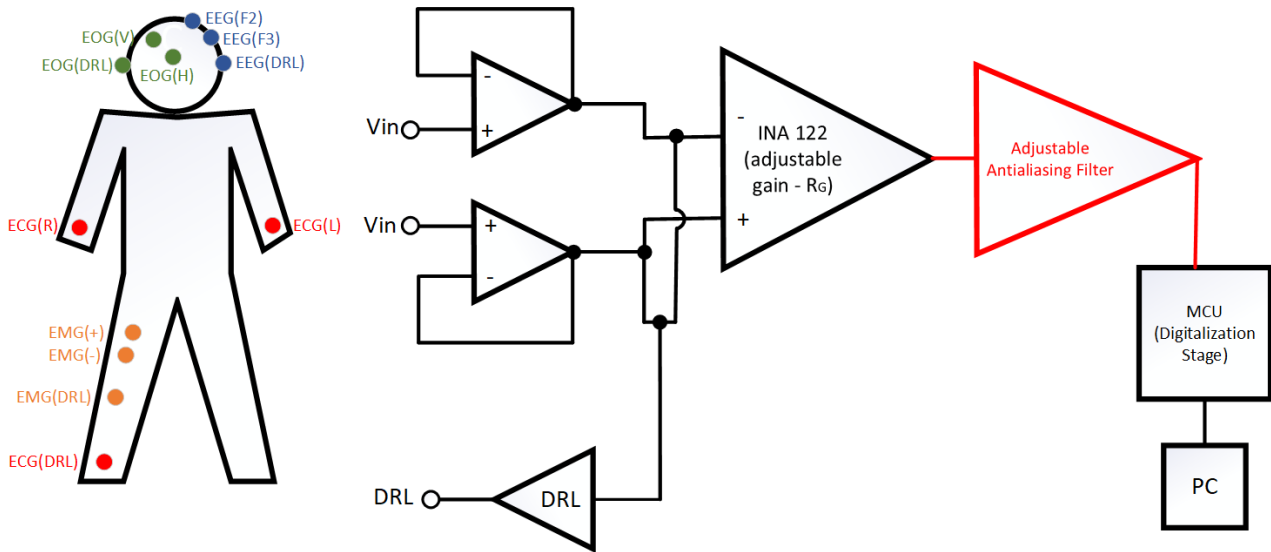 EEG(F2)
EOG(V)
EEG(F3)
EOG(DRL)
EOG(H)
EEG(DRL)
ECG(R)
ECG(L)
EMG(+)
EMG(-)
EMG(DRL)
ECG(DRL)
-
Vin
+
Vin
+
-
-
INA 122
(adjustable
gain - RG)
+
Adjustable
Antialiasing Filter
MCU
(Digitalization
Stage)
DRL
DRL
PC